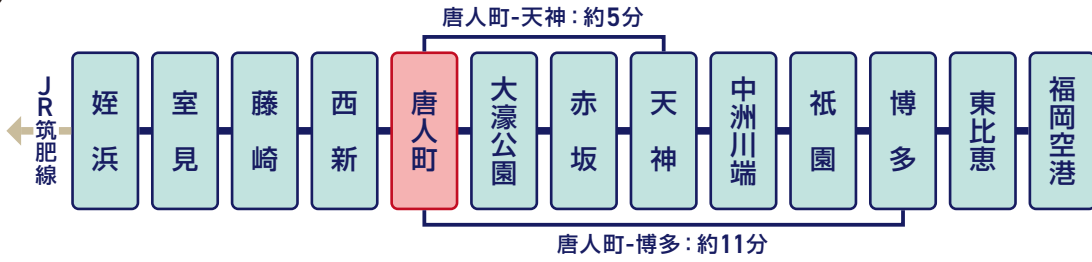 唐人町-天神：約5分
JR筑肥線
姪浜
室見
藤崎
西新
唐人町
大濠公園
赤坂
天神
中洲川端
祇園
博多
東比恵
福岡空港
唐人町-博多：約11分